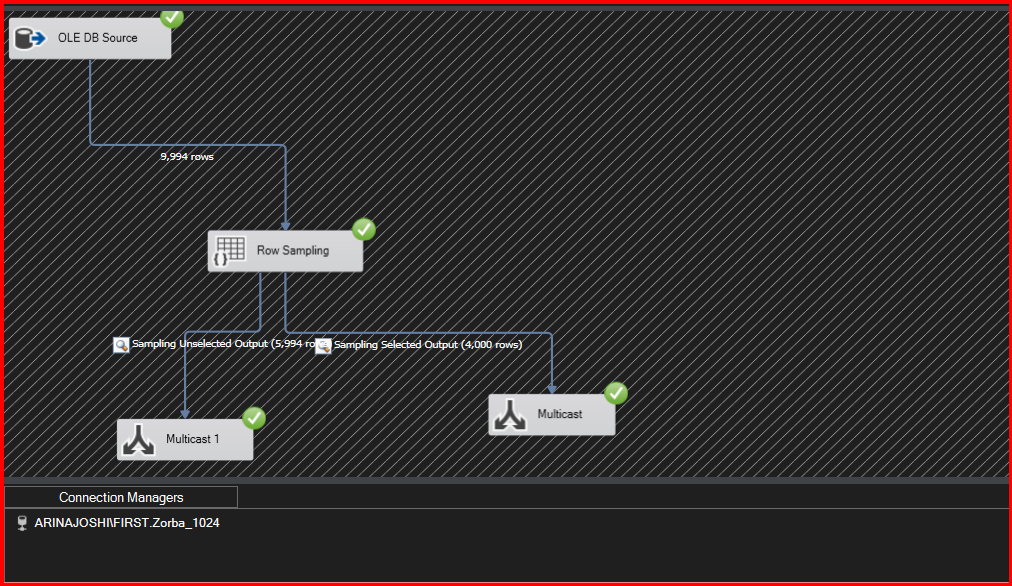 OLE DB Source
9,994 rows
Row Sampling
Sampling Unselected Output (5,994 ro
Sampling Selected Output (4,000 rows)
Multicast
Multicast 1
Connection Managers
ARINAJOSHI\FIRST.Zorba_1024